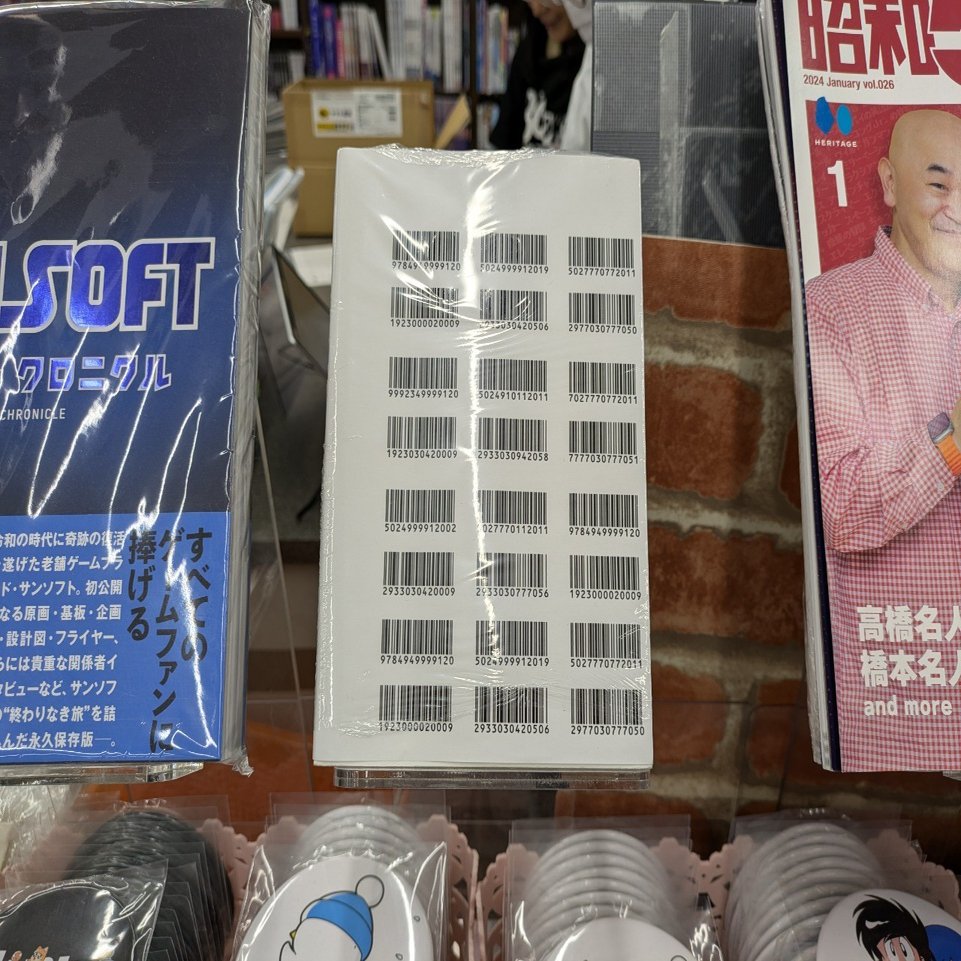 SOFT
クロニクル
CHRONICLE
すべての
ゲームファンに
捧げる
令和の時代に奇跡の復活
遂げた老舗ゲームブラ
ド・サンソフト。初公開
なる原画・基板・企画
・設計図・フライヤー、
らには貴重な関係者イ
タビューなど、サンソフ
の“終わりなき旅”を詰
んだ永久保存版―。
9784949999120 5024999912019 5027770772011
1923000020009 2933030420506 2977030777050
9992349999120 5024910112011 7027770772011
1923030420009 2933030942058 7777030777051
5024999912002 2027770112011 9784949999120
2933030420009 2933030777056 1923000020009
9784949999120 5024999912019 5027770772011
1923000020009 2933030420506 2977030777050
昭和
2024 January vol.026
HERITAGE
1
高橋名人
橋本名人
and more